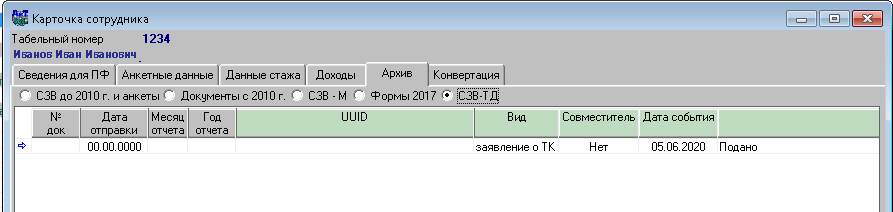 Карточка сотрудника
Табельный номер 1234
Иванов Иван Иванович
Сведения для ПФ Анкетные данные Данные стажа Доходы Архив Конвертация
СЗВ до 2010 г. и анкеты Документы с 2010 г. СЗВ - М Формы 2017 СЗВ-ТД
№ док Дата отправки Месяц отчета Год отчета UUID Вид Совместитель Дата события
00.00.0000 заявление о ТК Нет 05.06.2020 Подано